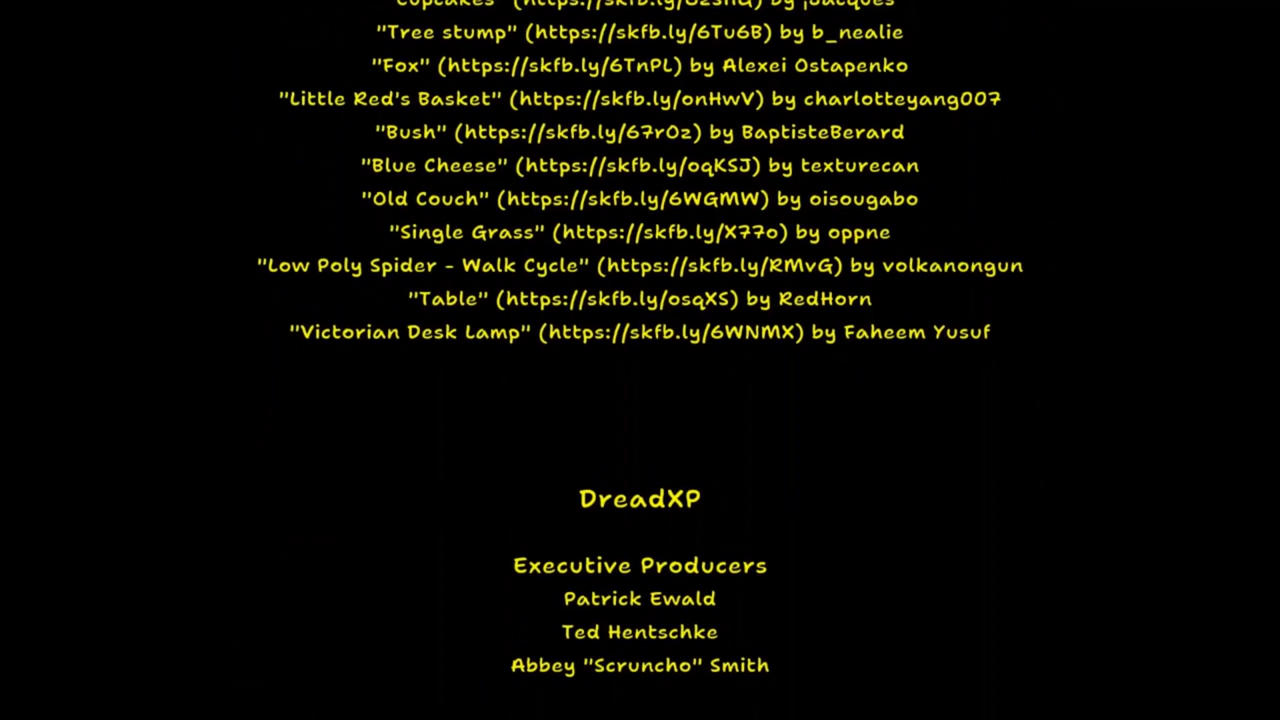 "Tree stump" (https://skfb.ly/6Tu6B) by b_nealie
"Fox" (https://skfb.ly/6TnPL) by Alexei Ostapenko
"Little Red's Basket" (https://skfb.ly/onHwV) by charlotteyang007
"Bush" (https://skfb.ly/67rOz) by BaptisteBerard
"Blue Cheese" (https://skfb.ly/oqKSJ) by texturecan
"Old Couch" (https://skfb.ly/6WGMW) by oisougabo
"Single Grass" (https://skfb.ly/X77o) by oppne
"Low Poly Spider - Walk Cycle" (https://skfb.ly/RMvG) by volkanongun
"Table" (https://skfb.ly/osqXS) by RedHorn
"Victorian Desk Lamp" (https://skfb.ly/6WNMX) by Faheem Yusuf
DreadXP
Executive Producers
Patrick Ewald
Ted Hentschke
Abbey "Scruncho" Smith